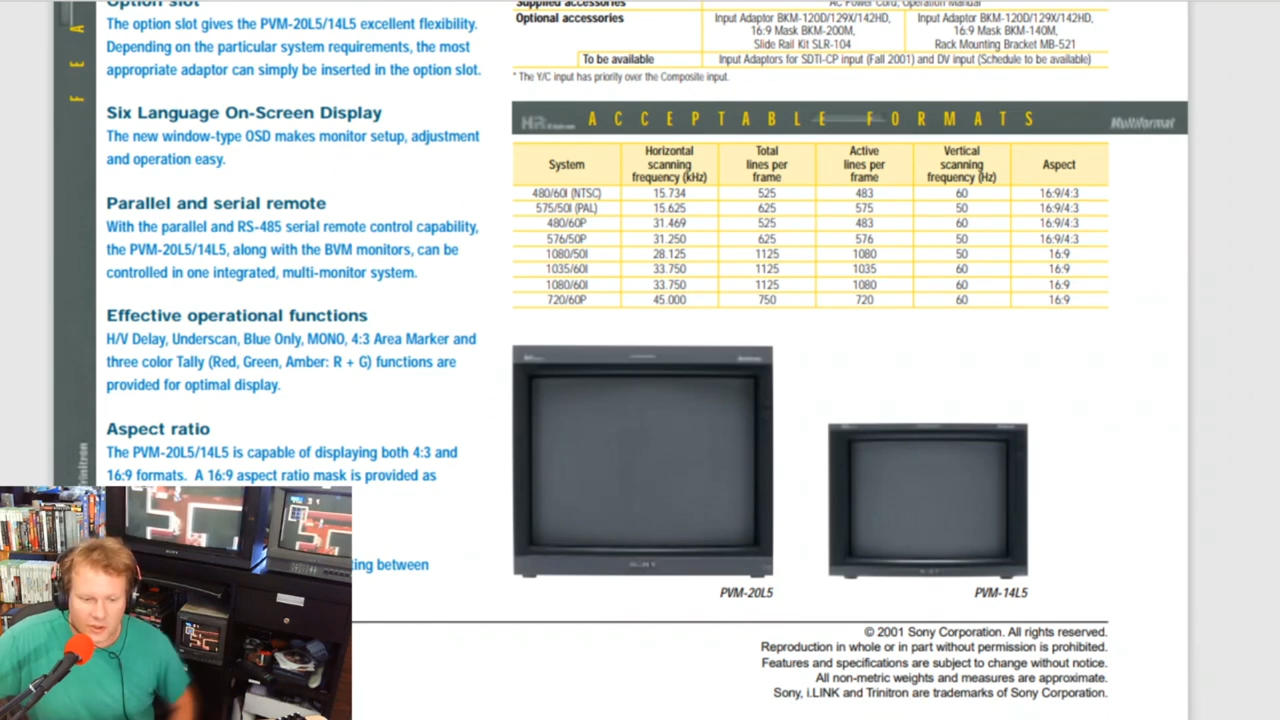 Option slot
The option slot gives the PVM-20L5/14L5 excellent flexibility.
Depending on the particular system requirements, the most
appropriate adaptor can simply be inserted in the option slot.
Six Language On-Screen Display
The new window-type OSD makes monitor setup, adjustment
and operation easy.
Parallel and serial remote
With the parallel and RS-485 serial remote control capability,
the PVM-20L5/14L5, along with the BVM monitors, can be
controlled in one integrated, multi-monitor system.
Effective operational functions
H/V Delay, Underscan, Blue Only, MONO, 4:3 Area Marker and
three color Tally (Red, Green, Amber: R + G) functions are
provided for optimal display.
Aspect ratio
The PVM-20L5/14L5 is capable of displaying both 4:3 and
16:9 formats. A 16:9 aspect ratio mask is provided as
ing between
F E A
Trinitron
Supplied accessories AC Power Cord, Operation Manual
Optional accessories Input Adaptor BKM-120D/129X/142HD, Input Adaptor BKM-120D/129X/142HD,
16:9 Mask BKM-200M, 16:9 Mask BKM-140M,
Slide Rail Kit SLR-104 Rack Mounting Bracket MB-521
To be available Input Adaptors for SDTI-CP input (Fall 2001) and DV input (Schedule to be available)
* The Y/C input has priority over the Composite input.
HR Trinitron ACCEPTABLE FORMATS Multiformat
System Horizontal scanning frequency (kHz) Total lines per frame Active lines per frame Vertical scanning frequency (Hz) Aspect
480/60I (NTSC) 15.734 525 483 60 16:9/4:3
575/50I (PAL) 15.625 625 575 50 16:9/4:3
480/60P 31.469 525 483 60 16:9/4:3
576/50P 31.250 625 576 50 16:9/4:3
1080/50I 28.125 1125 1080 50 16:9
1035/60I 33.750 1125 1035 60 16:9
1080/60I 33.750 1125 1080 60 16:9
720/60P 45.000 750 720 60 16:9
SONY
PVM-20L5 PVM-14L5
© 2001 Sony Corporation. All rights reserved.
Reproduction in whole or in part without permission is prohibited.
Features and specifications are subject to change without notice.
All non-metric weights and measures are approximate.
Sony, i.LINK and Trinitron are trademarks of Sony Corporation.